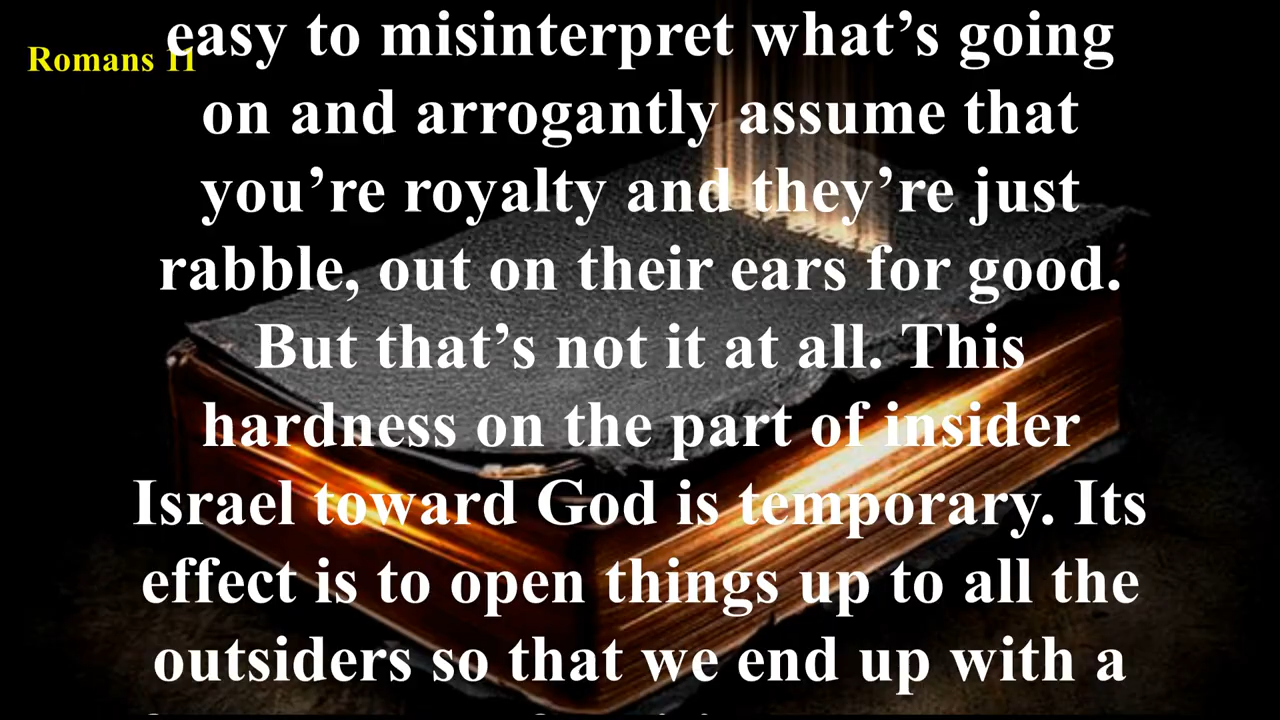 Romans 11
easy to misinterpret what’s going
on and arrogantly assume that
you’re royalty and they’re just
rabble, out on their ears for good.
But that’s not it at all. This
hardness on the part of insider
Israel toward God is temporary. Its
effect is to open things up to all the
outsiders so that we end up with a